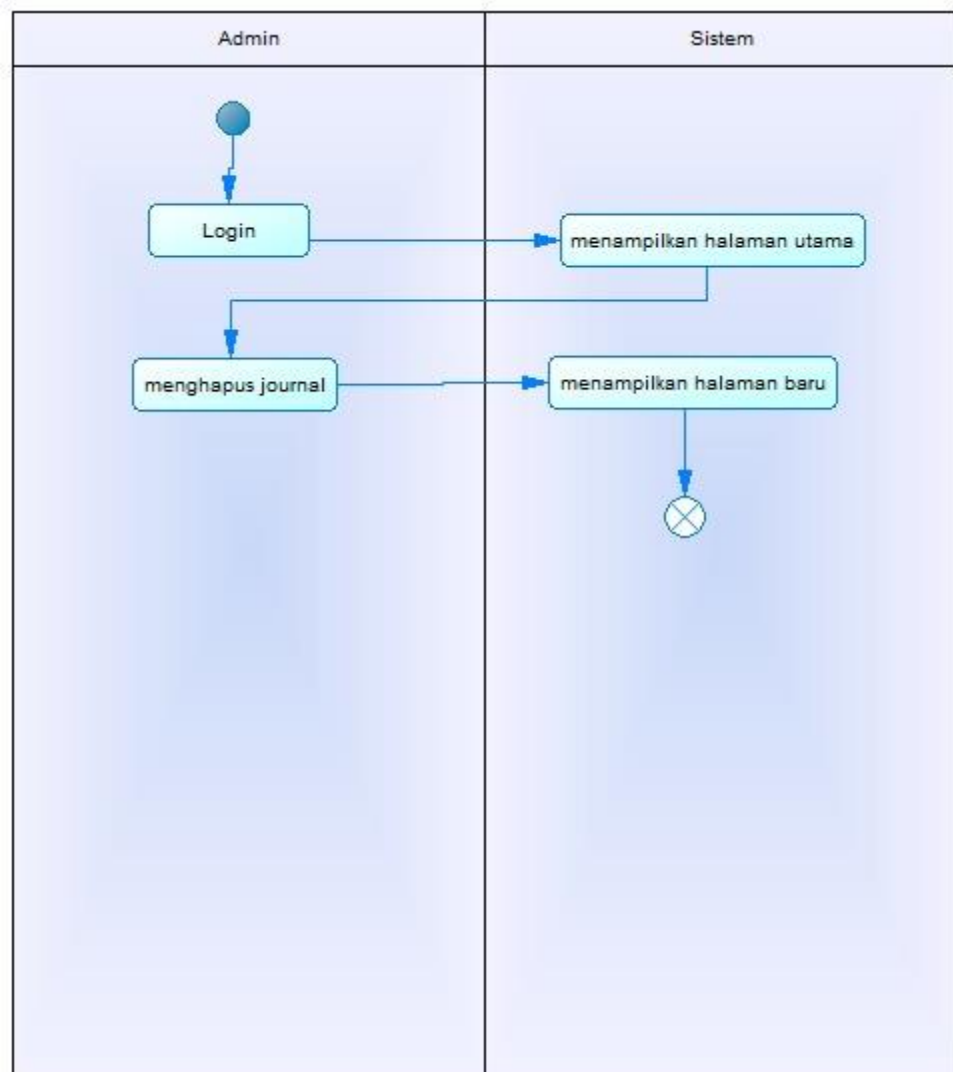 Admin
Sistem
Login
menampilkan halaman utama
menghapus journal
menampilkan halaman baru